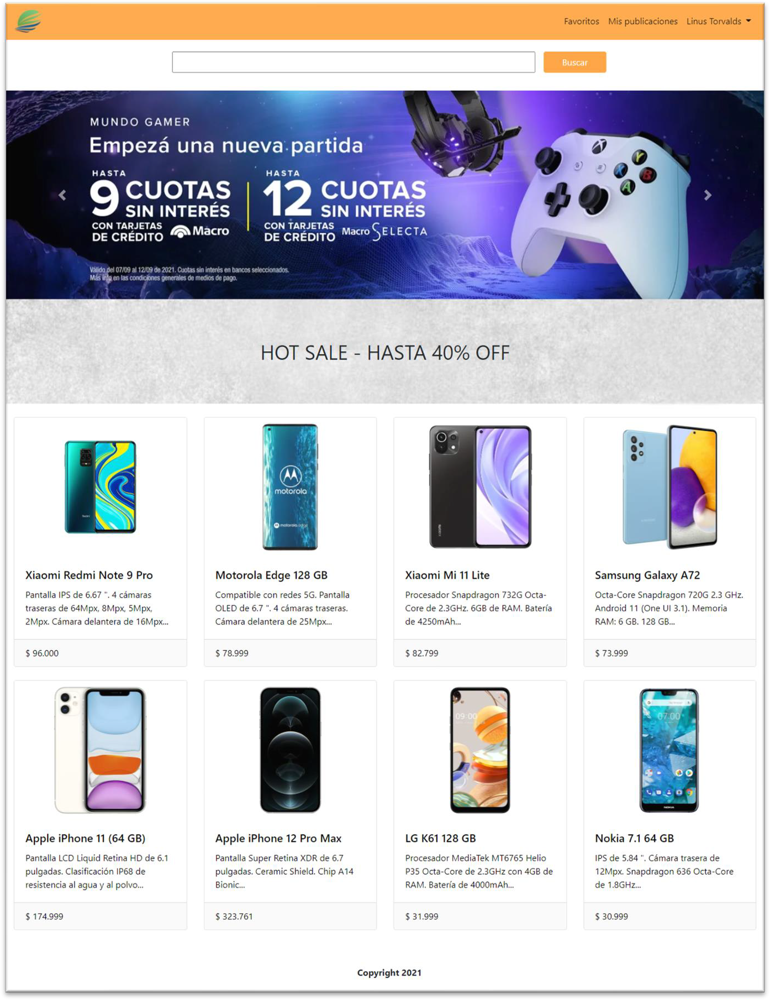 Favoritos Mis publicaciones Linus Torvalds
Buscar
MUNDO GAMER
Empezá una nueva partida
HASTA
9 CUOTAS
SIN INTERÉS
CON TARJETAS
DE CRÉDITO Macro
HASTA
12 CUOTAS
SIN INTERÉS
CON TARJETAS
DE CRÉDITO Macro SELECTA
Válido del 07/09 al 12/09 de 2021. Cuotas sin interés en bancos seleccionados.
Más info en las condiciones generales de medios de pago.
Y
X
B
A
HOT SALE - HASTA 40% OFF
Xiaomi Redmi Note 9 Pro
Pantalla IPS de 6.67 ". 4 cámaras
traseras de 64Mpx, 8Mpx, 5Mpx,
2Mpx. Cámara delantera de 16Mpx...
$ 96.000
motorola
motorola edge
Motorola Edge 128 GB
Compatible con redes 5G. Pantalla
OLED de 6.7 ". 4 cámaras traseras.
Cámara delantera de 25Mpx...
$ 78.999
XIAOMI
Xiaomi Mi 11 Lite
Procesador Snapdragon 732G Octa-
Core de 2.3GHz. 6GB de RAM. Batería
de 4250mAh...
$ 82.799
Samsung Galaxy A72
Octa-Core Snapdragon 720G 2.3 GHz.
Android 11 (One UI 3.1). Memoria
RAM: 6 GB. 128 GB...
$ 73.999
Apple iPhone 11 (64 GB)
Pantalla LCD Liquid Retina HD de 6.1
pulgadas. Clasificación IP68 de
resistencia al agua y al polvo...
$ 174.999
Apple iPhone 12 Pro Max
Pantalla Super Retina XDR de 6.7
pulgadas. Ceramic Shield. Chip A14
Bionic...
$ 323.761
09:00
LG K61 128 GB
Procesador MediaTek MT6765 Helio
P35 Octa-Core de 2.3GHz con 4GB de
RAM. Batería de 4000mAh...
$ 31.999
07:00
NOKIA
Nokia 7.1 64 GB
IPS de 5.84 ". Cámara trasera de
12Mpx. Snapdragon 636 Octa-Core
de 1.8GHz...
$ 30.999
Copyright 2021